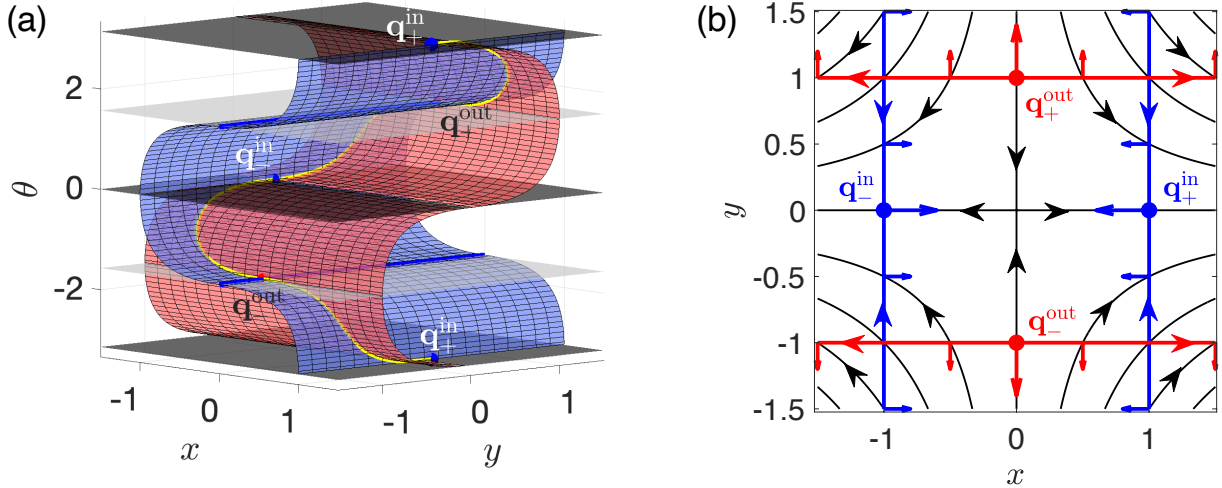 (a)
q₊ⁱⁿ
2
q₊ᵒᵘᵗ
q₋ⁱⁿ
θ
0
-2
qᵒᵘᵗ
q₊ⁱⁿ
-1
0
1
x
-1
0
1
y
(b)
1.5
1
q₊ᵒᵘᵗ
0.5
q₋ⁱⁿ
q₊ⁱⁿ
y
0
-0.5
q₋ᵒᵘᵗ
-1
-1.5
-1
0
1
x